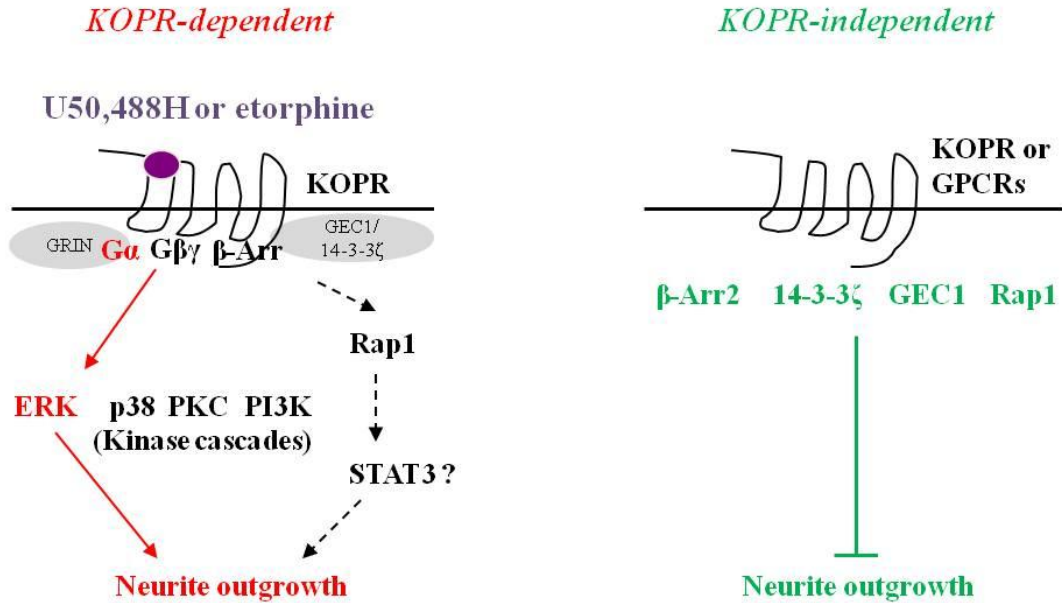 KOPR-dependent
U50,488H or etorphine
KOPR
GRIN
Gα Gβγ β-Arr
GEC1/
14-3-3ζ
Rap1
ERK p38 PKC PI3K
(Kinase cascades)
STAT3 ?
Neurite outgrowth
KOPR-independent
KOPR or
GPCRs
β-Arr2 14-3-3ζ GEC1 Rap1
Neurite outgrowth